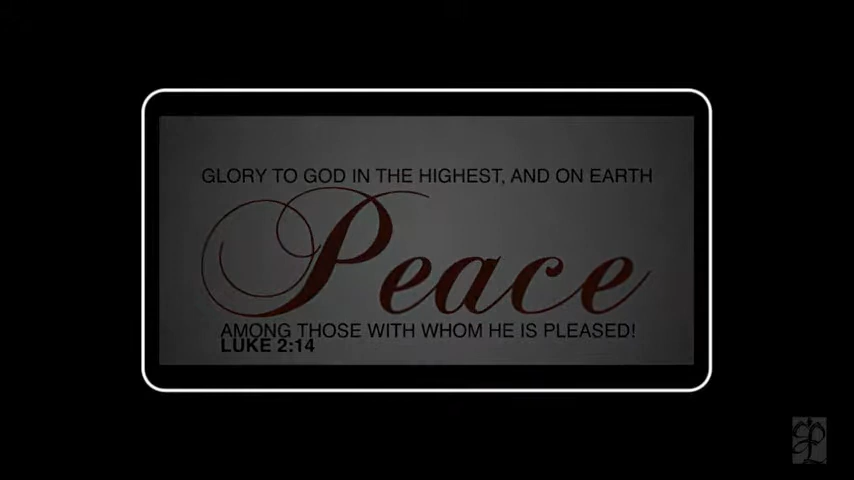 GLORY TO GOD IN THE HIGHEST, AND ON EARTH
Peace
AMONG THOSE WITH WHOM HE IS PLEASED!
LUKE 2:14